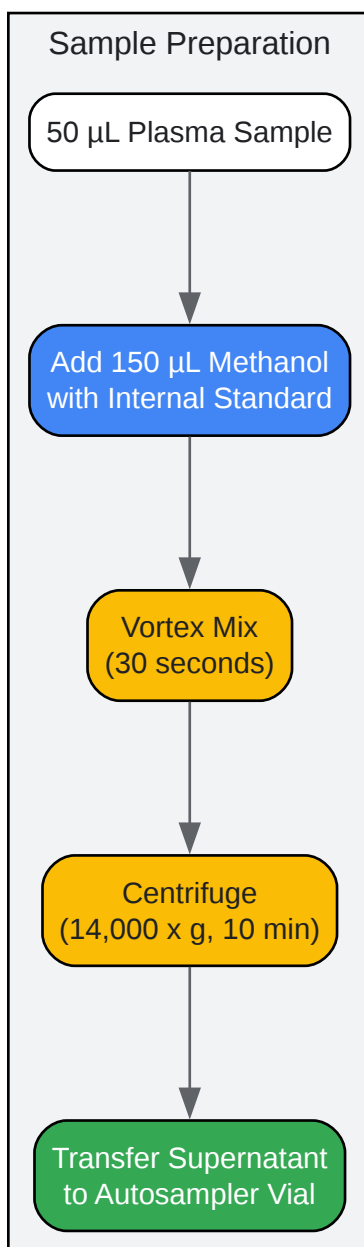 Sample Preparation
50 µL Plasma Sample
Add 150 µL Methanol
with Internal Standard
Vortex Mix
(30 seconds)
Centrifuge
(14,000 x g, 10 min)
Transfer Supernatant
to Autosampler Vial